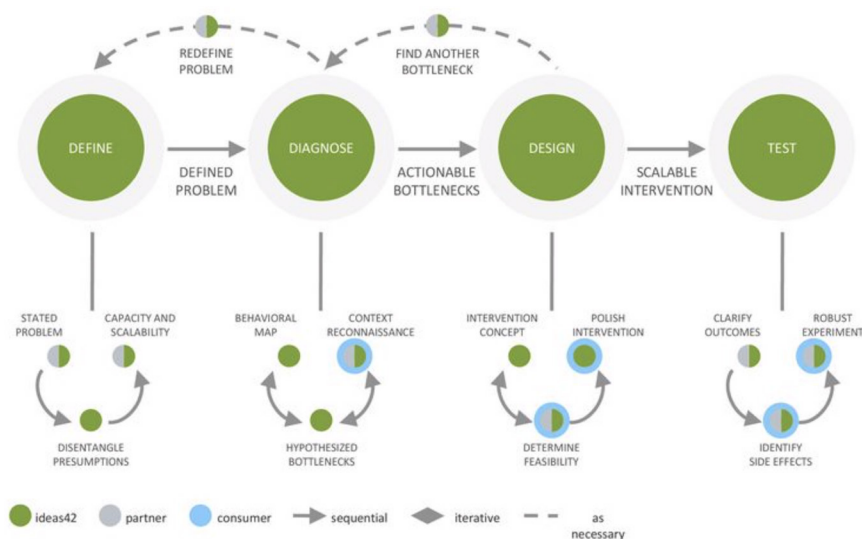 REDEFINE
PROBLEM
FIND ANOTHER
BOTTLENECK
DEFINE
DIAGNOSE
DESIGN
TEST
DEFINED
PROBLEM
ACTIONABLE
BOTTLENECKS
SCALABLE
INTERVENTION
STATED
PROBLEM
CAPACITY AND
SCALABILITY
BEHAVIORAL
MAP
CONTEXT
RECONNAISSANCE
INTERVENTION
CONCEPT
POLISH
INTERVENTION
CLARIFY
OUTCOMES
ROBUST
EXPERIMENT
DISENTANGLE
PRESUMPTIONS
HYPOTHESIZED
BOTTLENECKS
DETERMINE
FEASIBILITY
IDENTIFY
SIDE EFFECTS
ideas42
partner
consumer
sequential
iterative
as
necessary